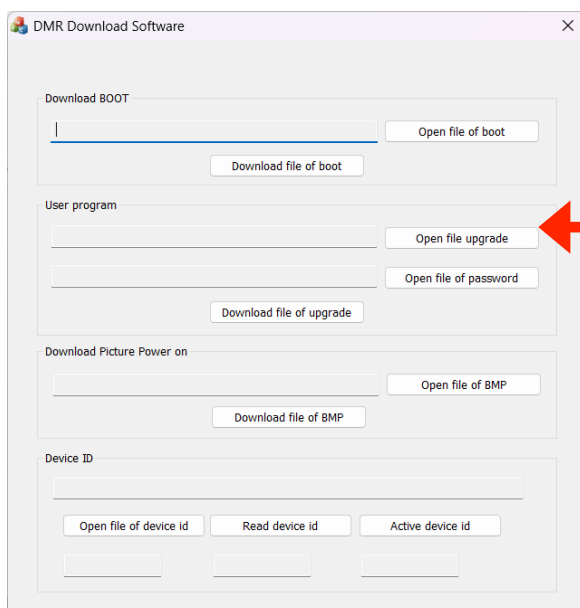 DMR Download Software
Download BOOT
Open file of boot
Download file of boot
User program
Open file upgrade
Open file of password
Download file of upgrade
Download Picture Power on
Open file of BMP
Download file of BMP
Device ID
Open file of device id Read device id Active device id